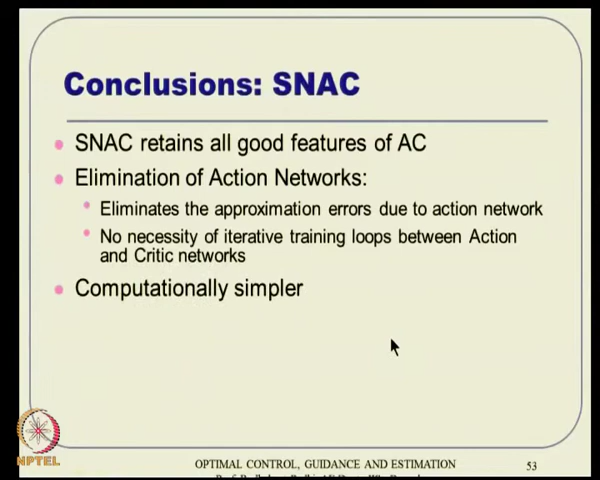 Conclusions: SNAC
SNAC retains all good features of AC
Elimination of Action Networks:
Eliminates the approximation errors due to action network
No necessity of iterative training loops between Action
and Critic networks
Computationally simpler
NPTEL
OPTIMAL CONTROL, GUIDANCE AND ESTIMATION
53